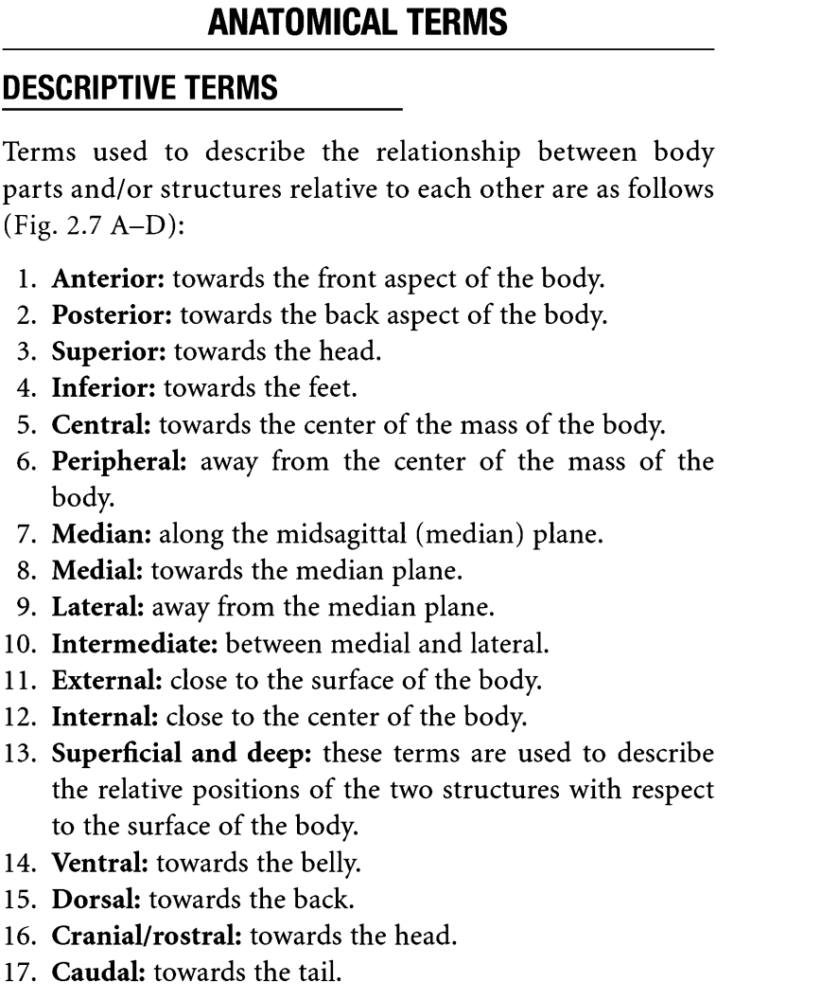 ANATOMICAL TERMS
DESCRIPTIVE TERMS
Terms used to describe the relationship between body
parts and/or structures relative to each other are as follows
(Fig. 2.7 A–D):
1. Anterior: towards the front aspect of the body.
2. Posterior: towards the back aspect of the body.
3. Superior: towards the head.
4. Inferior: towards the feet.
5. Central: towards the center of the mass of the body.
6. Peripheral: away from the center of the mass of the
body.
7. Median: along the midsagittal (median) plane.
8. Medial: towards the median plane.
9. Lateral: away from the median plane.
10. Intermediate: between medial and lateral.
11. External: close to the surface of the body.
12. Internal: close to the center of the body.
13. Superficial and deep: these terms are used to describe
the relative positions of the two structures with respect
to the surface of the body.
14. Ventral: towards the belly.
15. Dorsal: towards the back.
16. Cranial/rostral: towards the head.
17. Caudal: towards the tail.